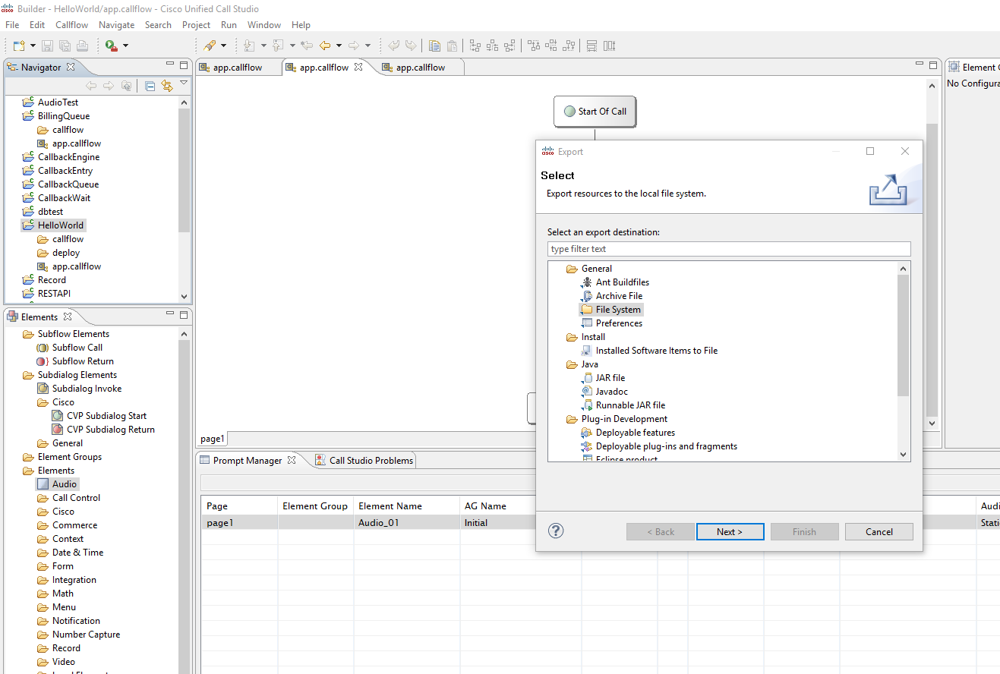 Builder - HelloWorld/app.callflow - Cisco Unified Call Studio
File Edit Callflow Navigate Search Project Run Window Help
Navigator
AudioTest
BillingQueue
callflow
app.callflow
CallbackEngine
CallbackEntry
CallbackQueue
CallbackWait
dbtest
HelloWorld
callflow
deploy
app.callflow
Record
RESTAPI
Elements
Subflow Elements
Subflow Call
Subflow Return
Subdialog Elements
Subdialog Invoke
Cisco
CVP Subdialog Start
CVP Subdialog Return
General
Element Groups
Elements
Audio
Call Control
Cisco
Commerce
Context
Date & Time
Form
Integration
Math
Menu
Notification
Number Capture
Record
Video
app.callflow app.callflow app.callflow
Start Of Call
page1
Element C
No Configura
cisco Export
Select
Export resources to the local file system.
Select an export destination:
type filter text
General
Ant Buildfiles
Archive File
File System
Preferences
Install
Installed Software Items to File
Java
JAR file
Javadoc
Runnable JAR file
Plug-in Development
Deployable features
Deployable plug-ins and fragments
Eclipse product
? < Back Next > Finish Cancel
Prompt Manager Call Studio Problems
Page Element Group Element Name AG Name Audi
page1 Audio_01 Initial Stati